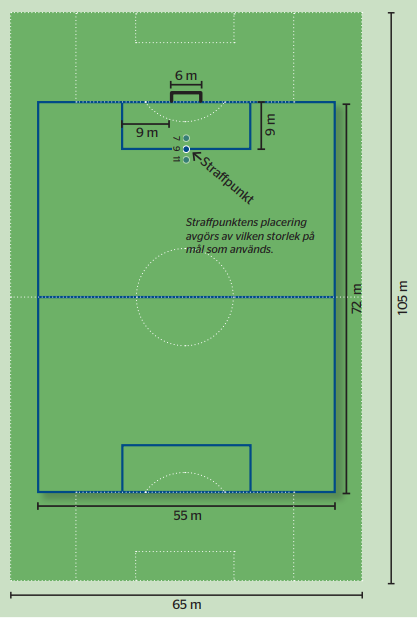 6 m
9 m
9 m
7
9
11
Straffpunkt
Straffpunktens placering
avgörs av vilken storlek på
mål som används.
72 m
105 m
55 m
65 m